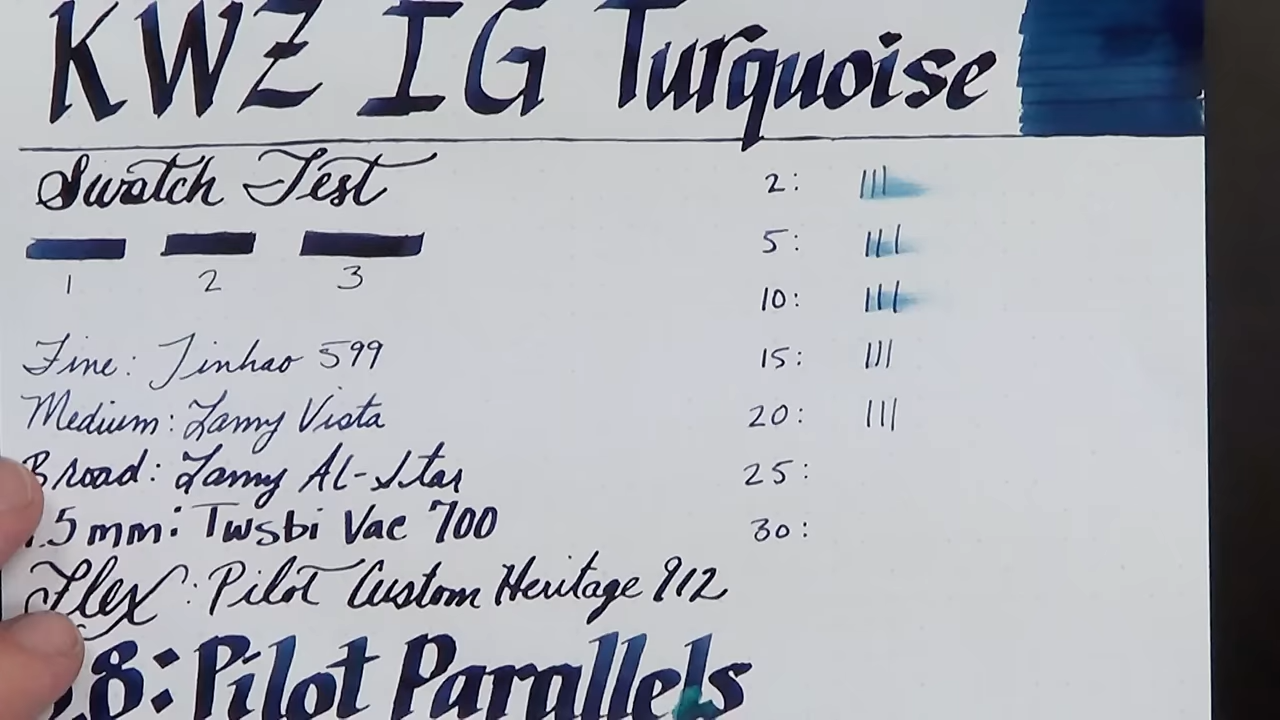 KWZ IG Turquoise
Swatch Test
1 2 3
Fine: Jinhao 599
Medium: Lamy Vista
Broad: Lamy Al-Star
.5mm: Twsbi Vac 700
Flex: Pilot Custom Heritage 912
.8: Pilot Parallels
2:
5:
10:
15:
20:
25:
30: